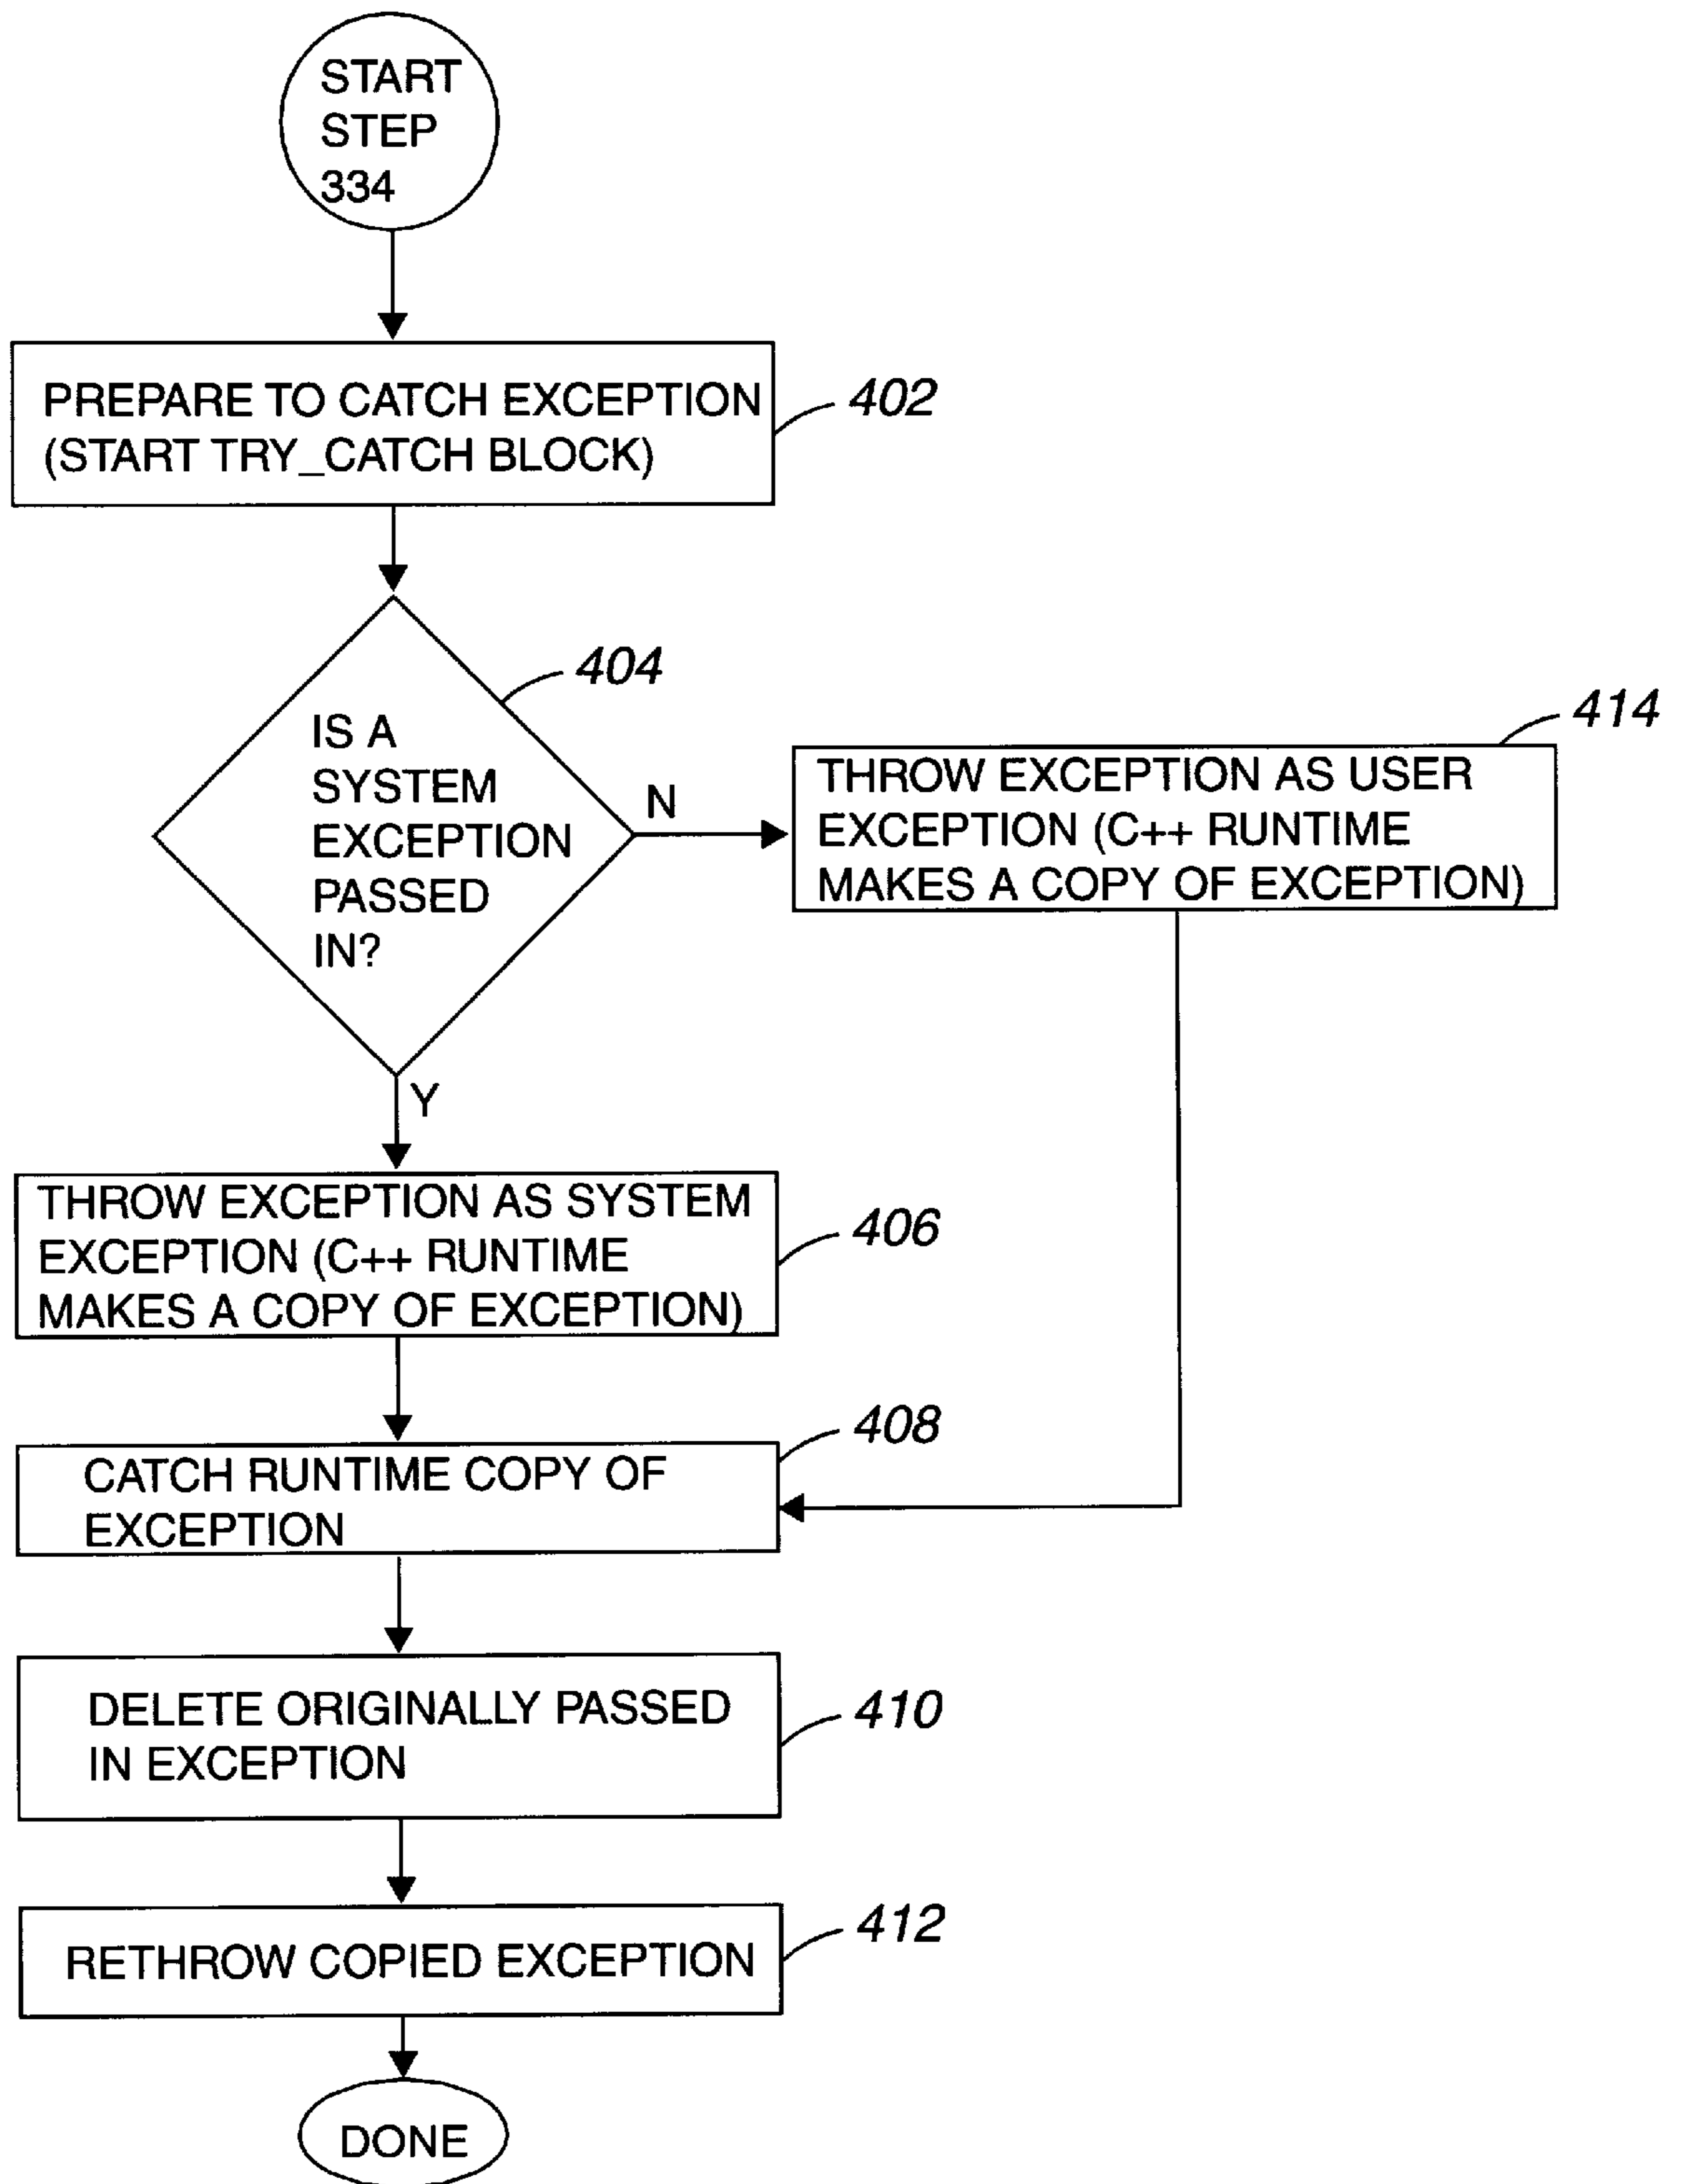 START
STEP
334
PREPARE TO CATCH EXCEPTION
(START TRY_CATCH BLOCK)
402
IS A
SYSTEM
EXCEPTION
PASSED
IN?
404
N
THROW EXCEPTION AS USER
EXCEPTION (C++ RUNTIME
MAKES A COPY OF EXCEPTION)
414
Y
THROW EXCEPTION AS SYSTEM
EXCEPTION (C++ RUNTIME
MAKES A COPY OF EXCEPTION)
406
CATCH RUNTIME COPY OF
EXCEPTION
408
DELETE ORIGINALLY PASSED
IN EXCEPTION
410
RETHROW COPIED EXCEPTION
412
DONE